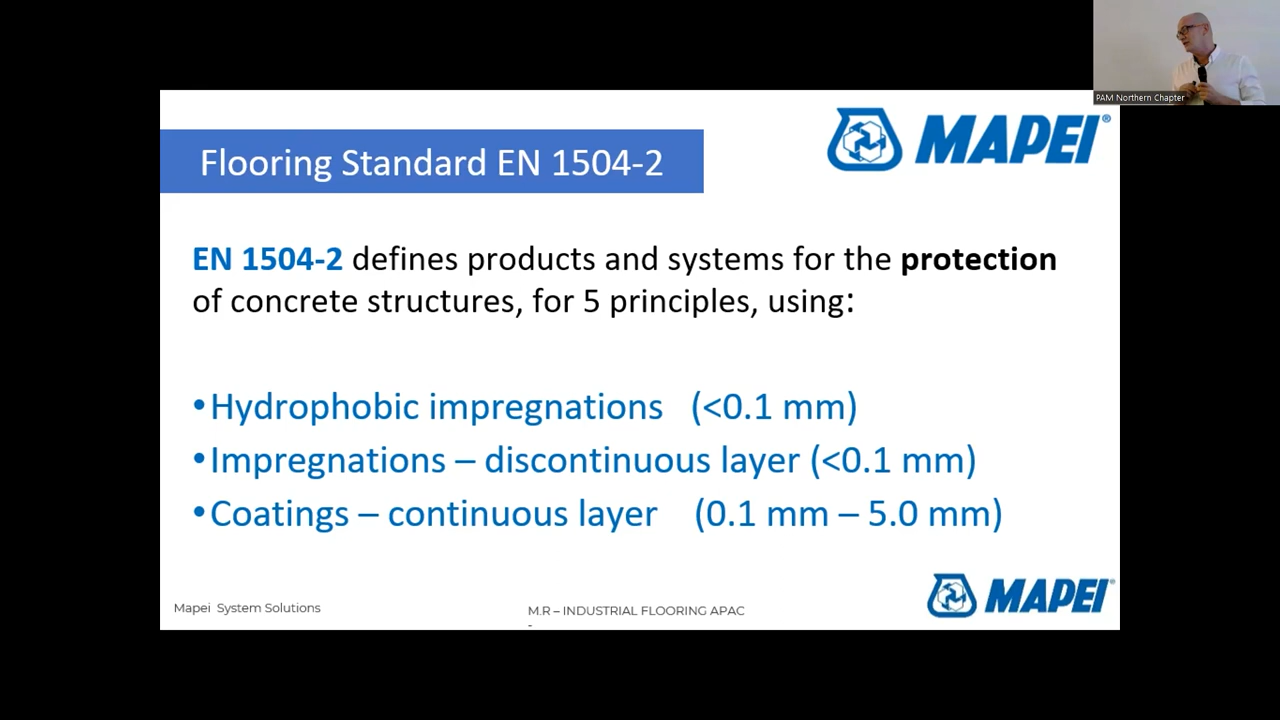 PAM Northern Chapter
MAPEI®
Flooring Standard EN 1504-2
EN 1504-2 defines products and systems for the protection
of concrete structures, for 5 principles, using:
•Hydrophobic impregnations (<0.1 mm)
•Impregnations – discontinuous layer (<0.1 mm)
•Coatings – continuous layer (0.1 mm – 5.0 mm)
Mapei System Solutions
M.R – INDUSTRIAL FLOORING APAC
-
MAPEI®